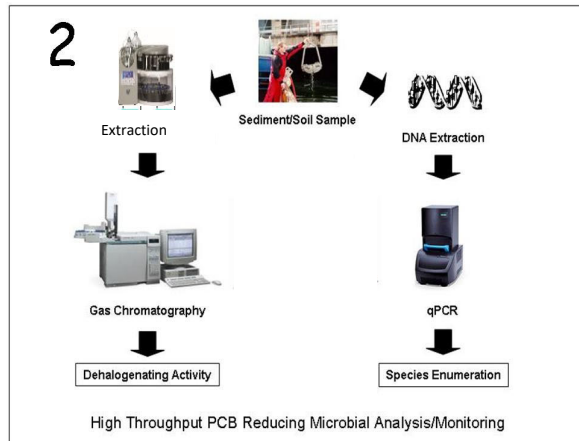 2
Extraction
Sediment/Soil Sample
DNA Extraction
Gas Chromatography
qPCR
Dehalogenating Activity
Species Enumeration
High Throughput PCB Reducing Microbial Analysis/Monitoring